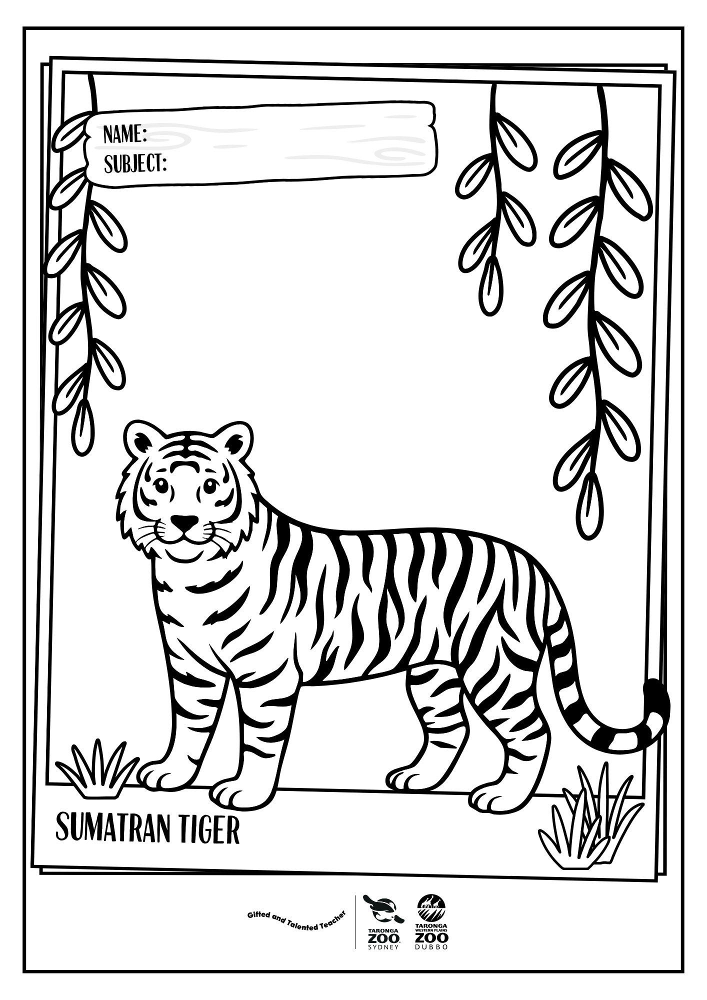 NAME:
SUBJECT:
SUMATRAN TIGER
Gifted and Talented Teacher
TARONGA
ZOO
SYDNEY
TARONGA
WESTERN PLAINS
ZOO
DUBBO